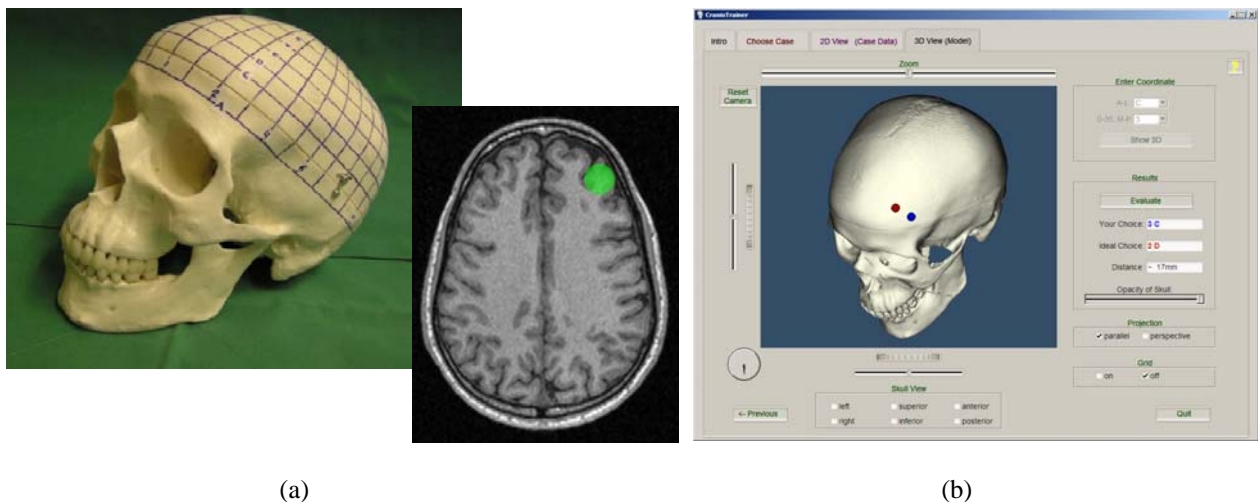 CranioTrainer
Intro
Choose Case
2D View (Case Data)
3D View (Model)
Zoom
Reset
Camera
Enter Coordinate
A-L:
C
Show 3D
Results
Evaluate
Your Choice: 3 C
Ideal Choice: 2 D
Distance: ~ 17mm
Opacity of Skull
Projection
parallel
perspective
Grid
on
off
Skull View
left
superior
anterior
right
inferior
posterior
<- Previous
Quit
(a)
(b)